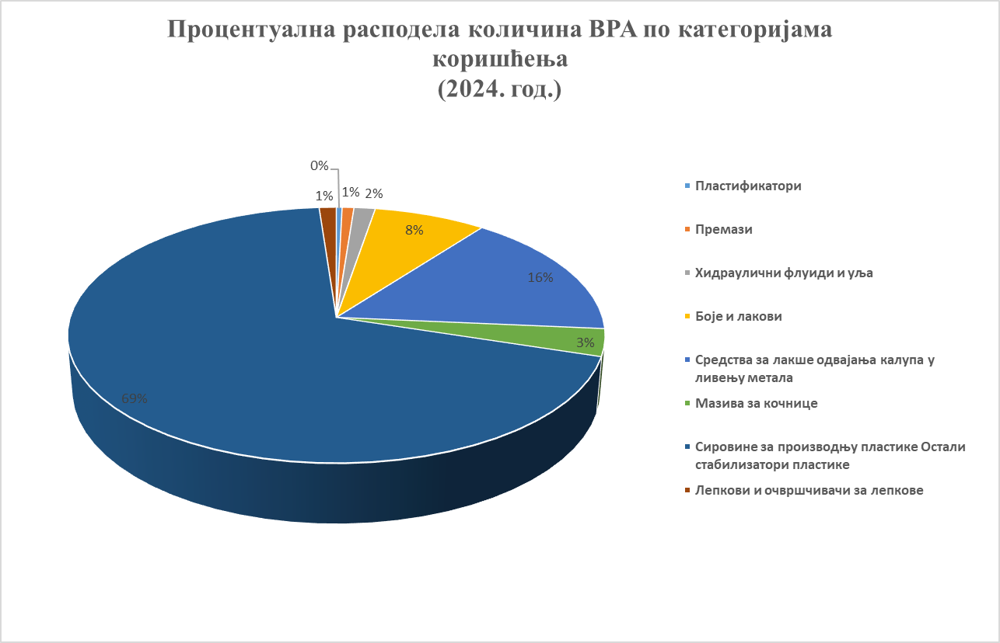 Процентуална расподела количина BPA по категоријама
коришћења
(2024. год.)
0%
1%
1%
2%
8%
16%
3%
69%
Пластификатори
Премази
Хидраулични флуиди и уља
Боје и лакови
Средства за лакше одвајања калупа у
ливењу метала
Мазива за кочнице
Сировине за производњу пластике Остали
стабилизатори пластике
Лепкови и очвршчивачи за лепкове